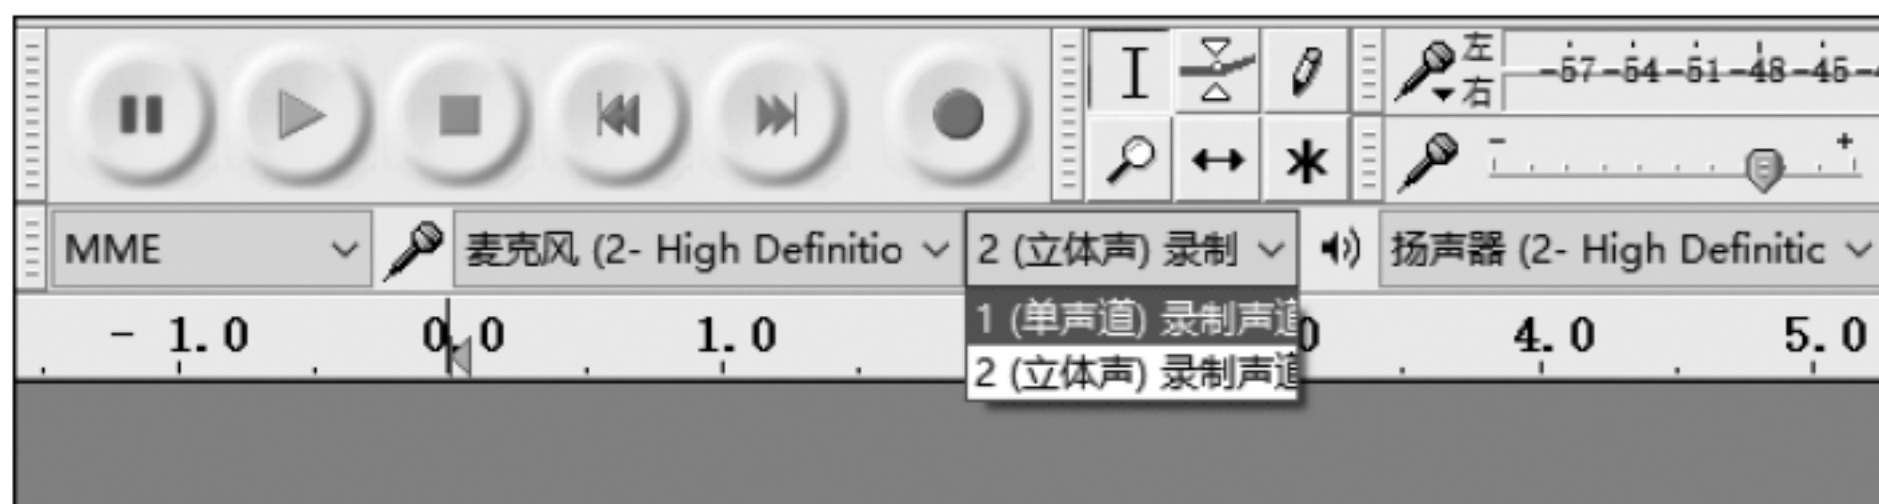 左
右
-57 -54 -51 -48 -45
- +
MME
麦克风 (2- High Definitio
2 (立体声) 录制
扬声器 (2- High Definitic
- 1.0 0.0 1.0 0 4.0 5.0
1 (单声道) 录制声道
2 (立体声) 录制声道